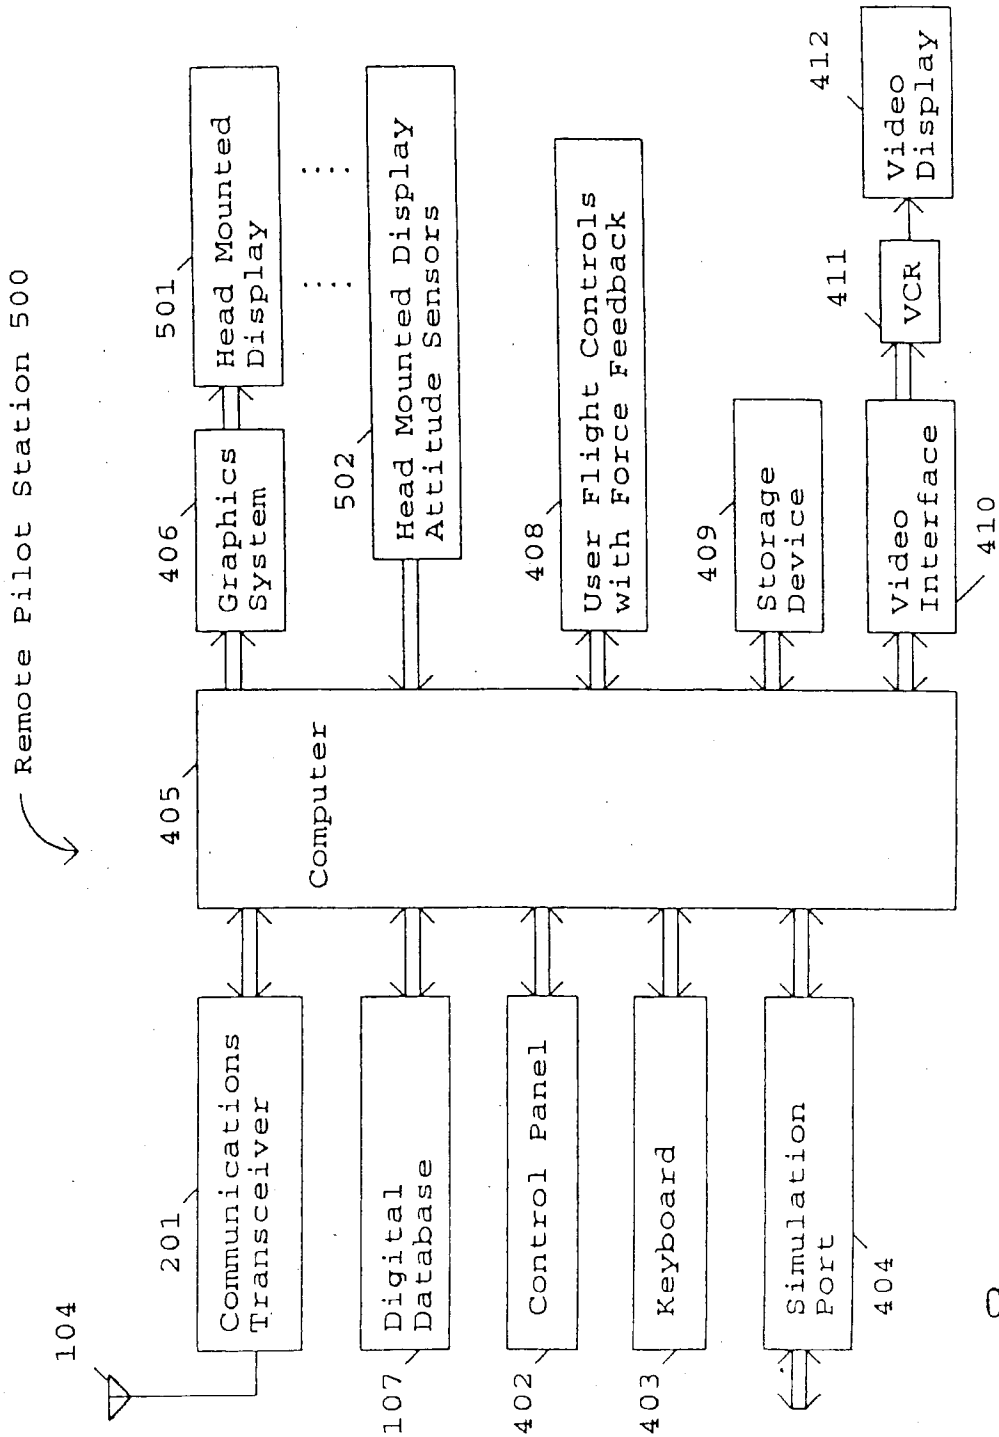 Remote Pilot Station 500
104
201
Communications
Transceiver
107
Digital
Database
402
Control Panel
403
Keyboard
Simulation
Port
404
405
Computer
406
Graphics
System
501
Head Mounted
Display
502
Head Mounted Display
Attitude Sensors
408
User Flight Controls
with Force Feedback
409
Storage
Device
Video
Interface
410
411
VCR
412
Video
Display